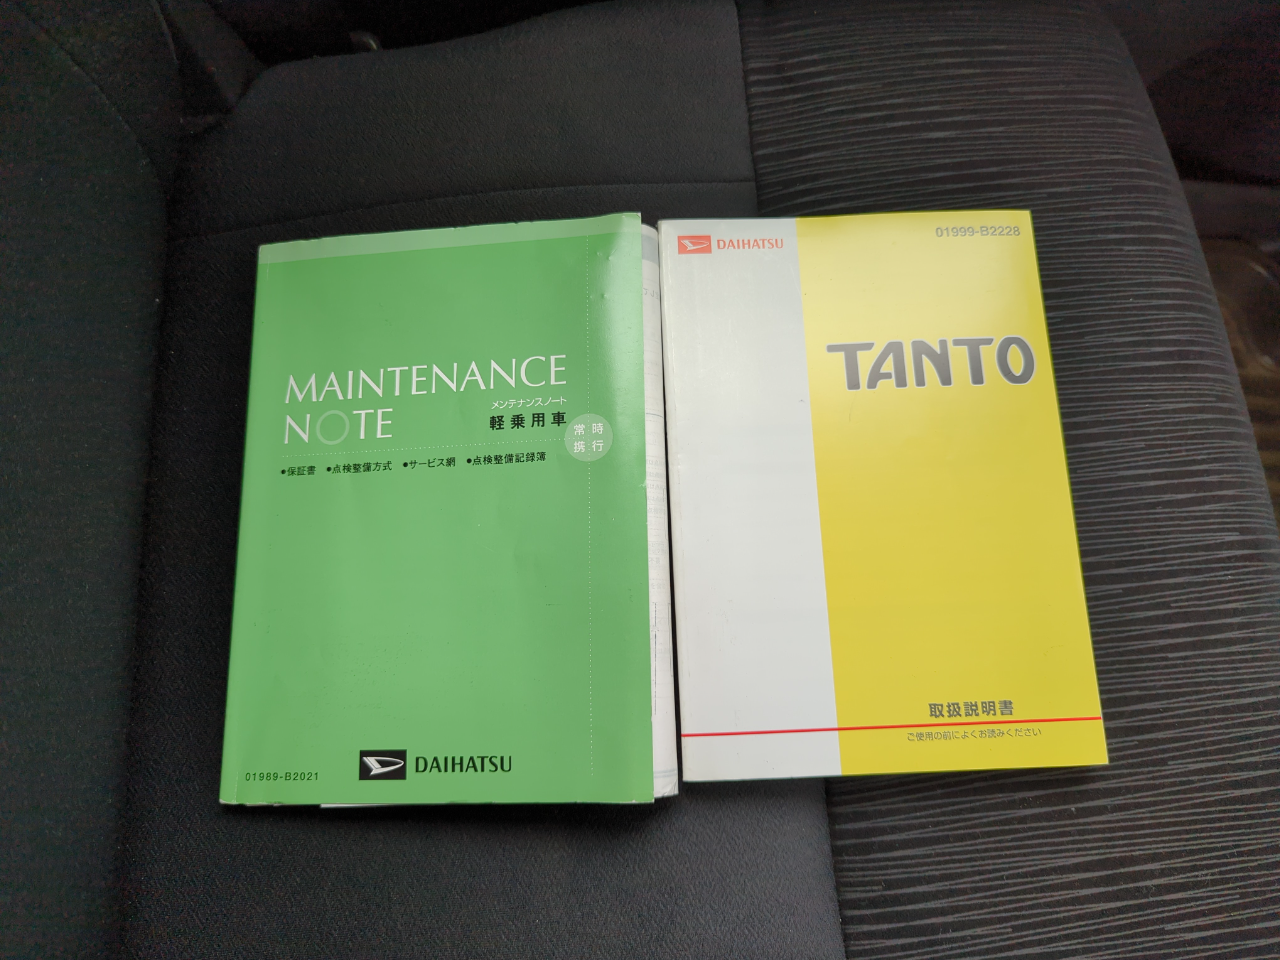 MAINTENANCE
NOTE
メンテナンスノート
軽乗用車
常時
携行
●保証書 ●点検整備方式 ●サービス網 ●点検整備記録簿
01989-B2021
DAIHATSU
DAIHATSU
01999-B2228
TANTO
取扱説明書
ご使用の前によくお読みください